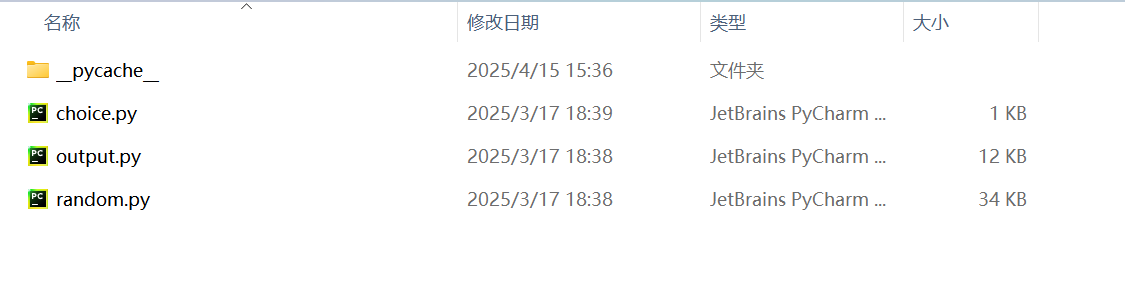 名称 修改日期 类型 大小
__pycache__ 2025/4/15 15:36 文件夹
choice.py 2025/3/17 18:39 JetBrains PyCharm ... 1 KB
output.py 2025/3/17 18:38 JetBrains PyCharm ... 12 KB
random.py 2025/3/17 18:38 JetBrains PyCharm ... 34 KB